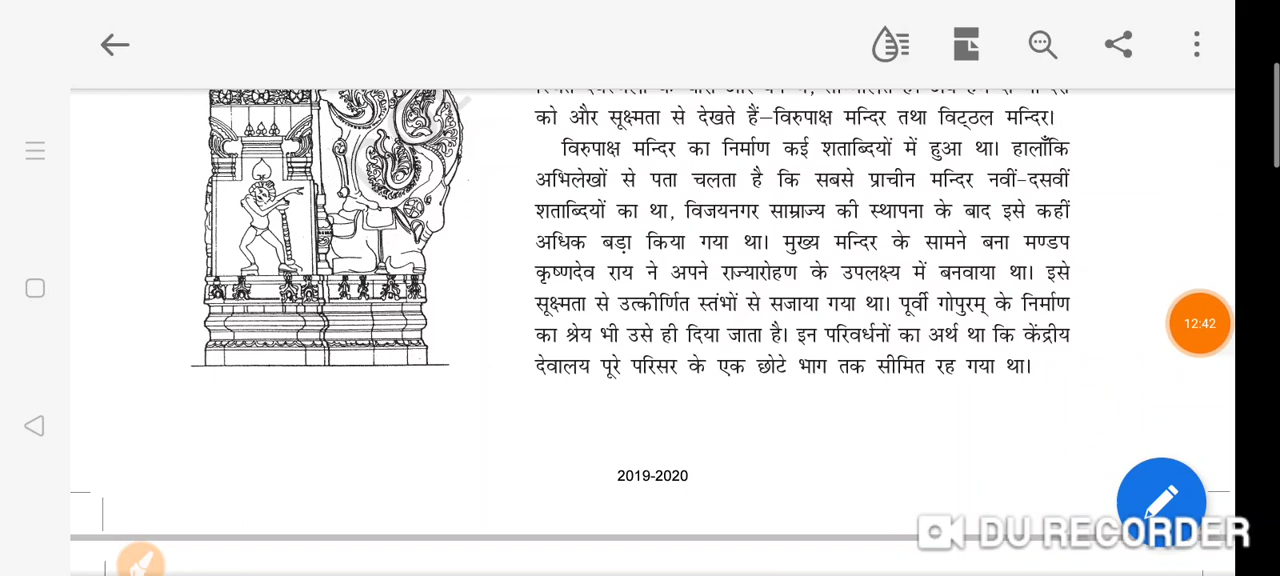 को और सूक्ष्मता से देखते हैं–विरुपाक्ष मन्दिर तथा विट्ठल मन्दिर।
विरुपाक्ष मन्दिर का निर्माण कई शताब्दियों में हुआ था। हालाँकि
अभिलेखों से पता चलता है कि सबसे प्राचीन मन्दिर नवीं-दसवीं
शताब्दियों का था, विजयनगर साम्राज्य की स्थापना के बाद इसे कहीं
अधिक बड़ा किया गया था। मुख्य मन्दिर के सामने बना मण्डप
कृष्णदेव राय ने अपने राज्यारोहण के उपलक्ष्य में बनवाया था। इसे
सूक्ष्मता से उत्कीर्णित स्तंभों से सजाया गया था। पूर्वी गोपुरम् के निर्माण
का श्रेय भी उसे ही दिया जाता है। इन परिवर्धनों का अर्थ था कि केंद्रीय
देवालय पूरे परिसर के एक छोटे भाग तक सीमित रह गया था।
12:42
2019-2020
DU RECORDER